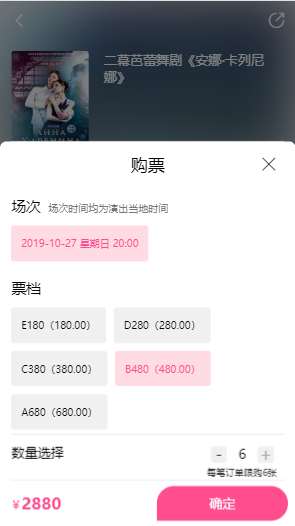 二幕芭蕾舞剧《安娜·卡列尼
娜》
АННА
КАРЕНИНА
购票
场次 场次时间均为演出当地时间
2019-10-27 星期日 20:00
票档
E180（180.00）
D280（280.00）
C380（380.00）
B480（480.00）
A680（680.00）
数量选择
- 6 +
每笔订单限购6张
¥2880
确定